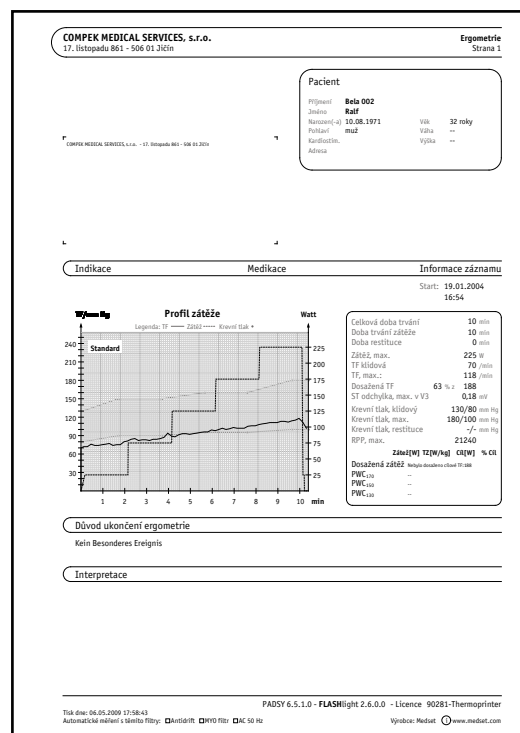 COMPEK MEDICAL SERVICES, s.r.o.
Ergometrie
17. listopadu 861 - 506 01 Jičín
Strana 1
Pacient
Příjmení Bela 002
Jméno Ralf
Narozen(-a) 10.08.1971 Věk 32 roky
Pohlaví muž Váha --
Kardiostim. Výška --
Adresa
COMPEK MEDICAL SERVICES, s.r.o. - 17. listopadu 861 - 506 01 Jičín
Indikace Medikace Informace záznamu
Start: 19.01.2004
16:54
Profil zátěže
Watt
Legenda: TF Zátěž Krevní tlak +
Standard
240
210
180
150
120
90
60
30
225
200
175
150
125
100
75
50
25
1 2 3 4 5 6 7 8 9 10 min
Celková doba trvání 10 min
Doba trvání zátěže 10 min
Doba restituce 0 min
Zátěž, max. 225 W
TF klidová 70 /min
TF, max.: 118 /min
Dosažená TF 63 % z 188
ST odchylka, max. v V3 0,18 mV
Krevní tlak, klidový 130/80 mm Hg
Krevní tlak, max. 180/100 mm Hg
Krevní tlak, restituce -/- mm Hg
RPP, max. 21240
Zátěž[W] TZ[W/kg] Cíl[W] % Cíl
Dosažená zátěž Nebylo dosaženo cílové TF:188
PWC170 --
PWC150 --
PWC130 --
Důvod ukončení ergometrie
Kein Besonderes Ereignis
Interpretace
PADSY 6.5.1.0 - FLASHlight 2.6.0.0 - Licence 90281-Thermoprinter
Tisk dne: 06.05.2009 17:58:43
Automatické měření s těmito filtry: Antidrift MYO filtr AC 50 Hz
Výrobce: Medset i www.medset.com